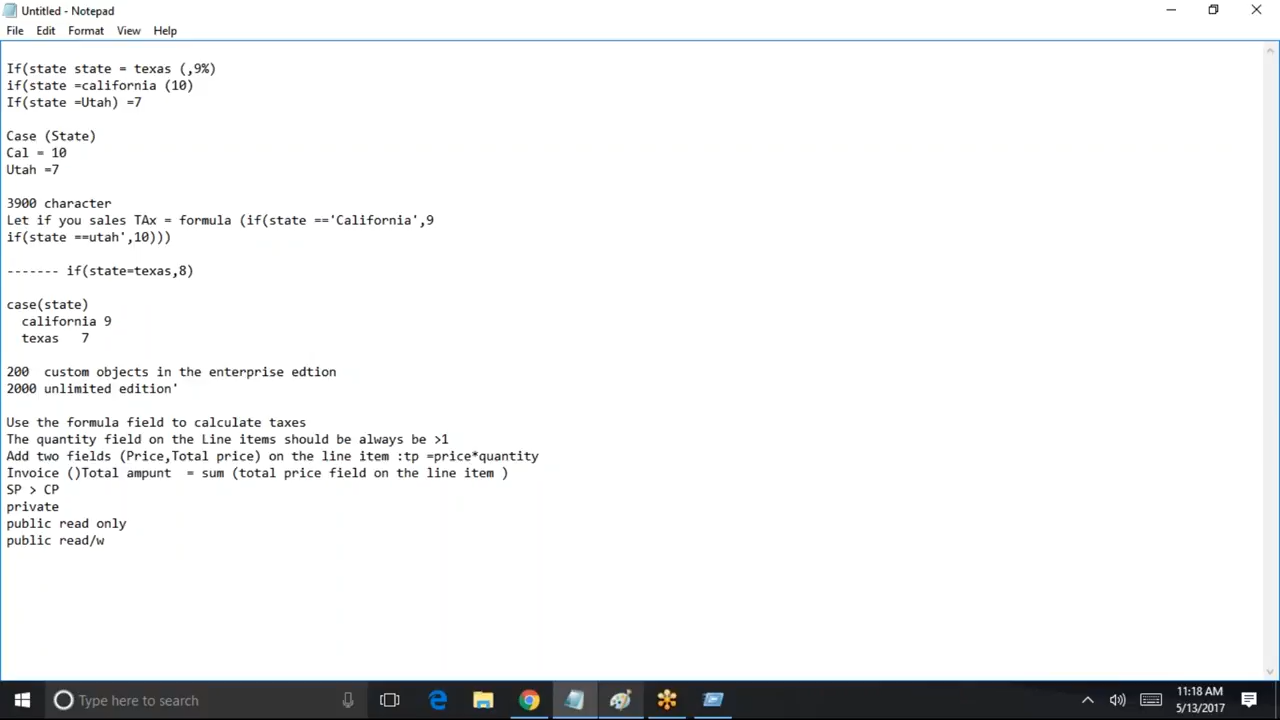 Untitled - Notepad
File Edit Format View Help
If(state state = texas (,9%)
if(state =california (10)
If(state =Utah) =7
Case (State)
Cal = 10
Utah =7
3900 character
Let if you sales TAx = formula (if(state =='California',9
if(state ==utah',10)))
------- if(state=texas,8)
case(state)
california 9
texas 7
200 custom objects in the enterprise edtion
2000 unlimited edition'
Use the formula field to calculate taxes
The quantity field on the Line items should be always be >1
Add two fields (Price,Total price) on the line item :tp =price*quantity
Invoice ()Total ampunt = sum (total price field on the line item )
SP > CP
private
public read only
public read/w
Type here to search
11:18 AM
5/13/2017